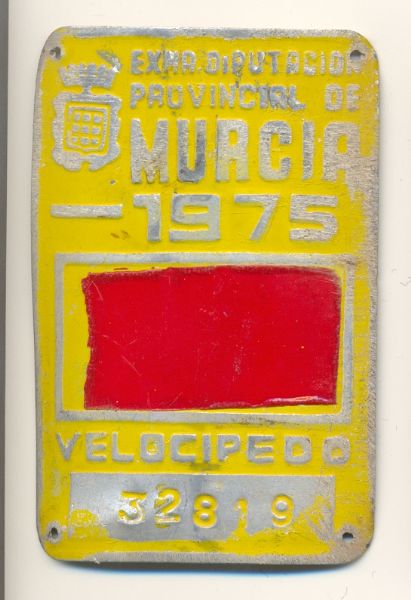 EXMA.DIPUTACION
PROVINCIAL DE
MURCIA
1975
VELOCIPEDO
32819